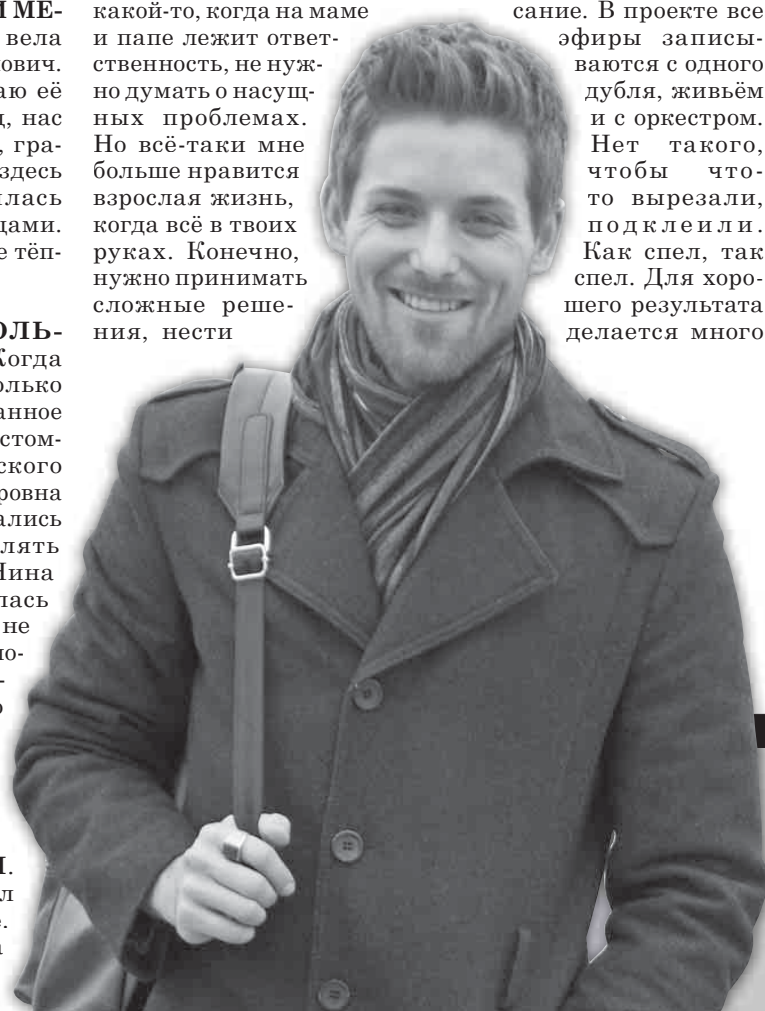 И МЕ-
вела
ович.
аю её
д, нас
, гра-
здесь
илась
дами.
е тёп-
ОЛЬ-
Когда
олько
анное
стом-
ского
ровна
ались
лять
Нина
лась
не
какой-то, когда на маме
и папе лежит ответ-
ственность, не нуж-
но думать о насущ-
ных проблемах.
Но всё-таки мне
больше нравится
взрослая жизнь,
когда всё в твоих
руках. Конечно,
нужно принимать
сложные реше-
ния, нести
сание. В проекте все
эфиры записы-
ваются с одного
дубля, живьём
и с оркестром.
Нет такого,
чтобы что-
то вырезали,
подклеили.
Как спел, так
спел. Для хоро-
шего результата
делается много